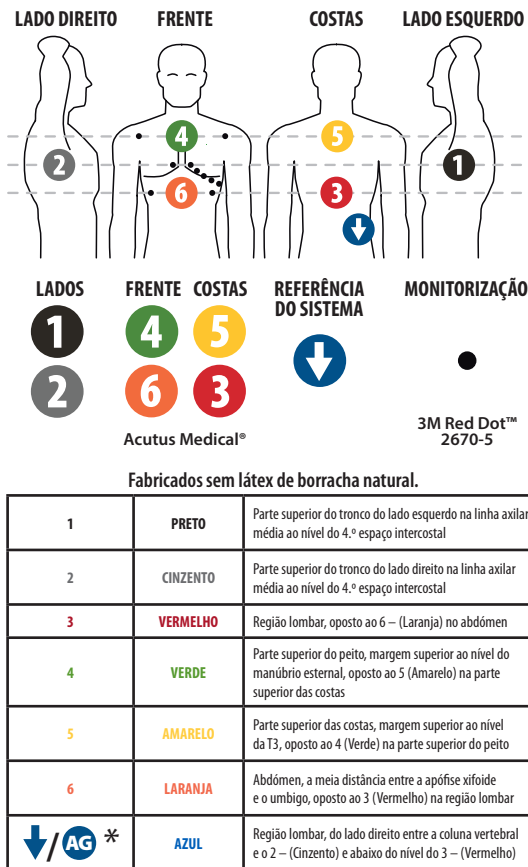 LADO DIREITO FRENTE COSTAS LADO ESQUERDO
4 5
2 1
6 3
LADOS FRENTE COSTAS REFERÊNCIA DO SISTEMA MONITORIZAÇÃO
1 4 5
2 6 3
Acutus Medical®
3M Red Dot™
2670-5
Fabricados sem látex de borracha natural.
1 PRETO Parte superior do tronco do lado esquerdo na linha axilar
média ao nível do 4.º espaço intercostal
2 CINZENTO Parte superior do tronco do lado direito na linha axilar
média ao nível do 4.º espaço intercostal
3 VERMELHO Região lombar, oposto ao 6 – (Laranja) no abdómen
4 VERDE Parte superior do peito, margem superior ao nível do
manúbrio esternal, oposto ao 5 (Amarelo) na parte
superior das costas
5 AMARELO Parte superior das costas, margem superior ao nível
da T3, oposto ao 4 (Verde) na parte superior do peito
6 LARANJA Abdómen, a meia distância entre a apófise xifoide
e o umbigo, oposto ao 3 (Vermelho) na região lombar
/ AG * AZUL Região lombar, do lado direito entre a coluna vertebral
e o 2 – (Cinzento) e abaixo do nível do 3 – (Vermelho)